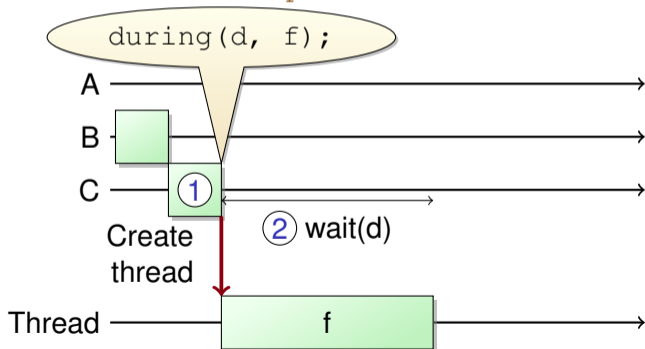 during(d, f);
A
B
C
1
2 wait(d)
Create
thread
Thread
f